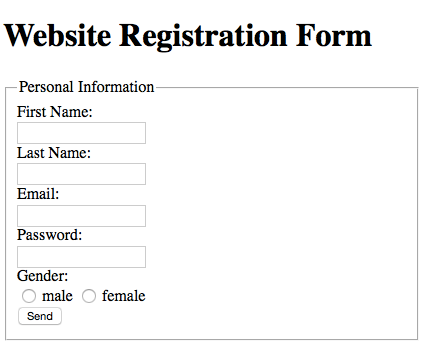 Website Registration Form
Personal Information
First Name:
Last Name:
Email:
Password:
Gender:
male female
Send